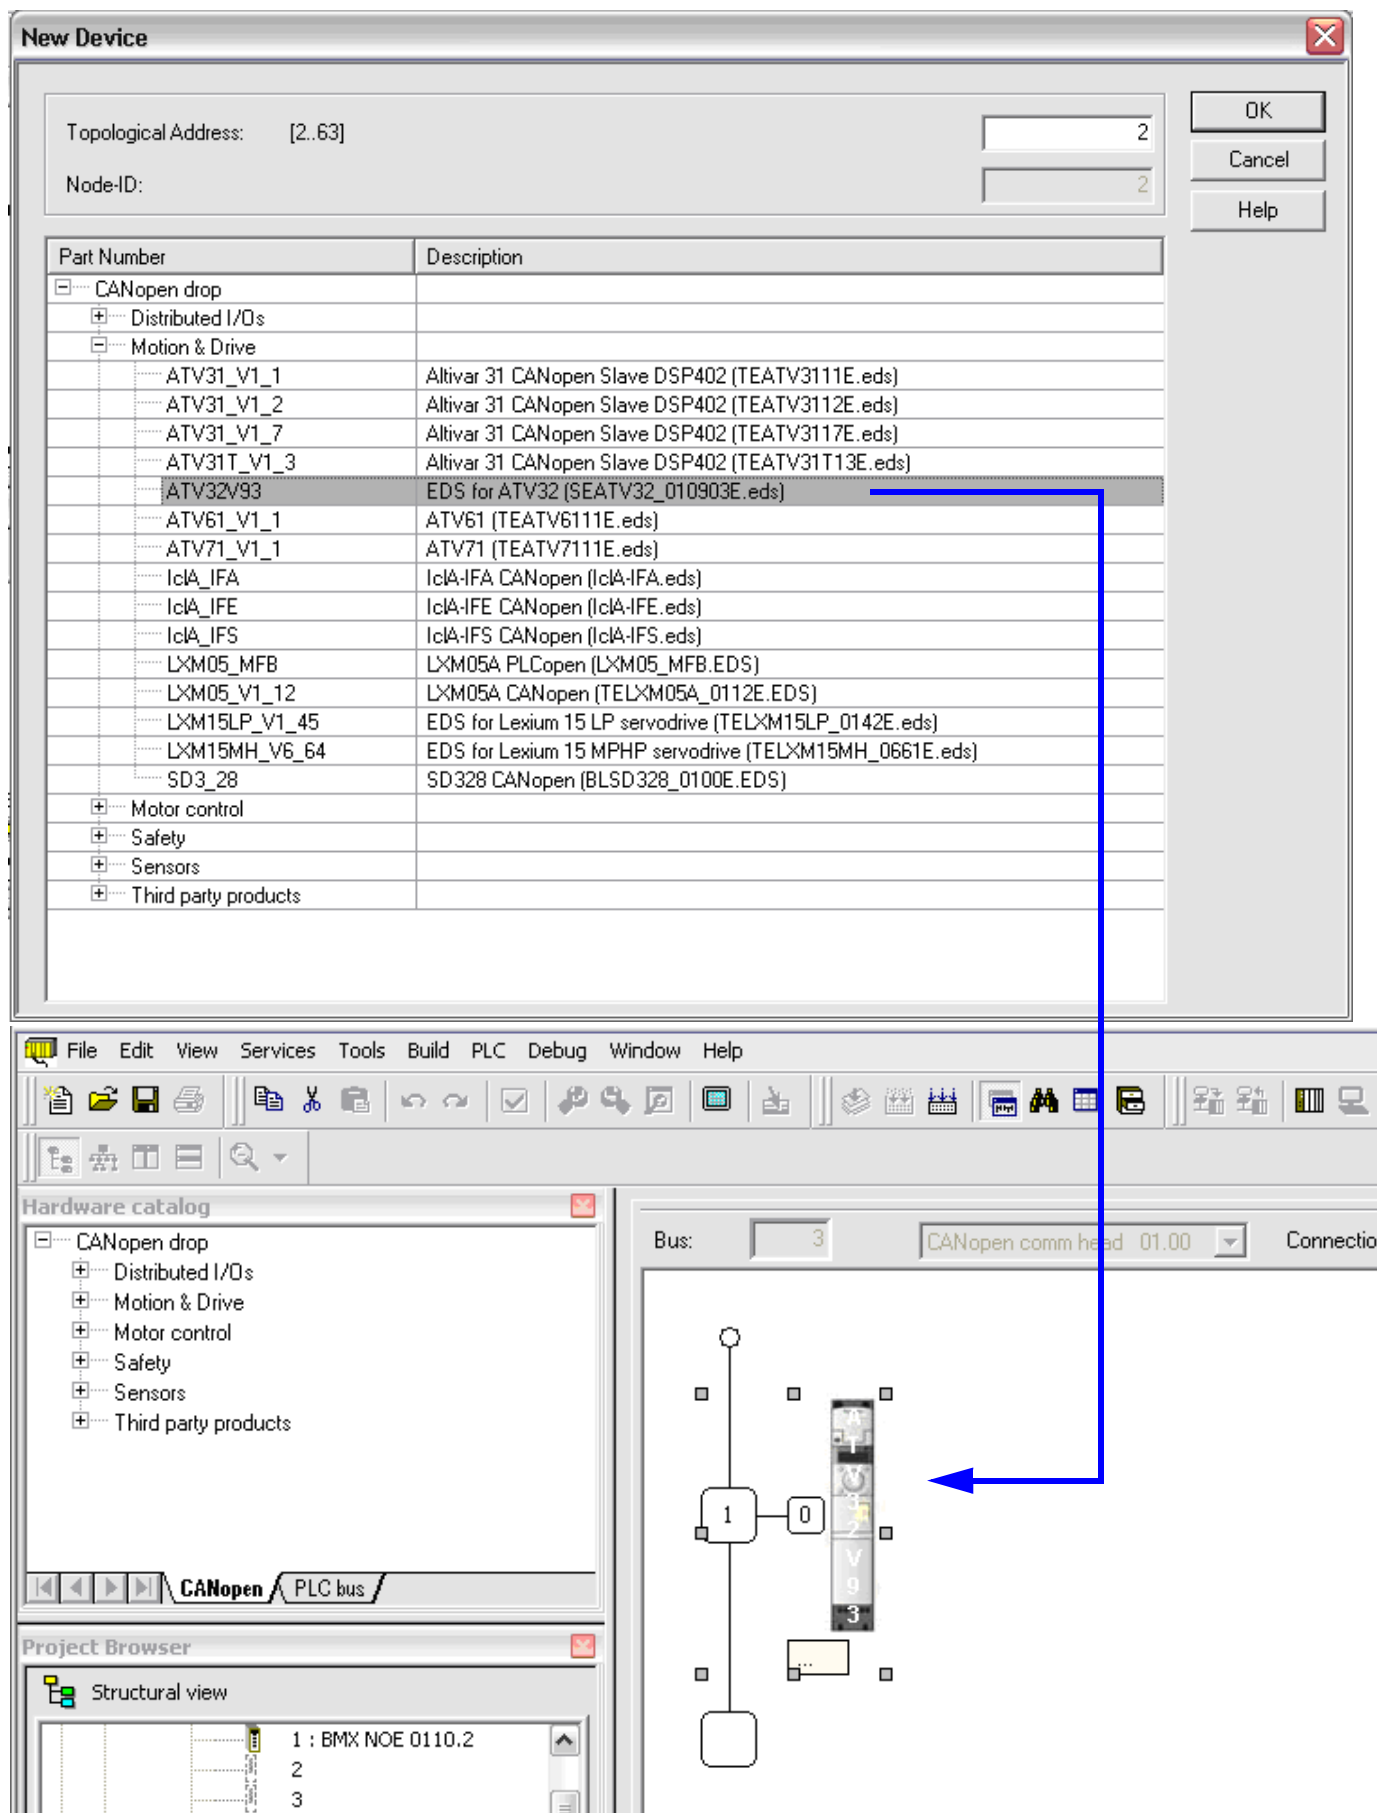 New Device
Topological Address: [2..63] 2
OK
Cancel
Node-ID: 2
Help
Part Number Description
CANopen drop
Distributed I/Os
Motion & Drive
ATV31_V1_1 Altivar 31 CANopen Slave DSP402 (TEATV3111E.eds)
ATV31_V1_2 Altivar 31 CANopen Slave DSP402 (TEATV3112E.eds)
ATV31_V1_7 Altivar 31 CANopen Slave DSP402 (TEATV3117E.eds)
ATV31T_V1_3 Altivar 31 CANopen Slave DSP402 (TEATV31T13E.eds)
ATV32V93 EDS for ATV32 (SEATV32_010903E.eds)
ATV61_V1_1 ATV61 (TEATV6111E.eds)
ATV71_V1_1 ATV71 (TEATV7111E.eds)
IclA_IFA IclA-IFA CANopen (IclA-IFA.eds)
IclA_IFE IclA-IFE CANopen (IclA-IFE.eds)
IclA_IFS IclA-IFS CANopen (IclA-IFS.eds)
LXM05_MFB LXM05A PLCopen (LXM05_MFB.EDS)
LXM05_V1_12 LXM05A CANopen (TELXM05A_0112E.EDS)
LXM15LP_V1_45 EDS for Lexium 15 LP servodrive (TELXM15LP_0142E.eds)
LXM15MH_V6_64 EDS for Lexium 15 MPHP servodrive (TELXM15MH_0661E.eds)
SD3_28 SD328 CANopen (BLSD328_0100E.EDS)
Motor control
Safety
Sensors
Third party products
File Edit View Services Tools Build PLC Debug Window Help
Hardware catalog
CANopen drop
Distributed I/Os
Motion & Drive
Motor control
Safety
Sensors
Third party products
CANopen PLC bus
Bus: 3 CANopen comm head 01.00 Connectio
1 0
A
T
V
3
2
V
9
3
...
Project Browser
Structural view
1 : BMX NOE 0110.2
2
3